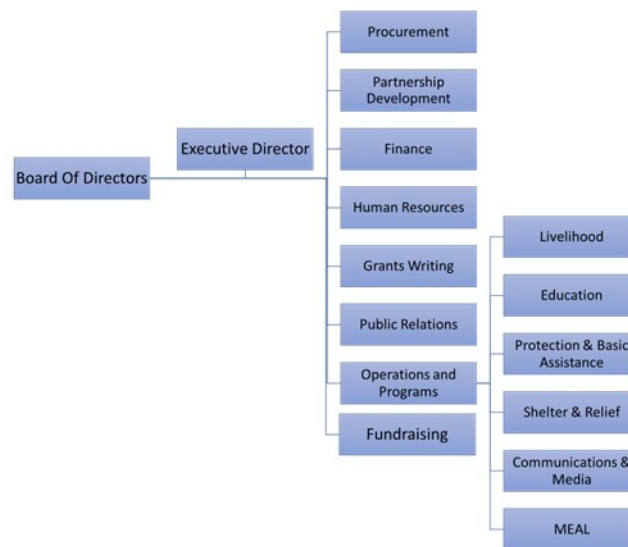 Board Of Directors
Executive Director
Procurement
Partnership
Development
Finance
Human Resources
Grants Writing
Public Relations
Operations and
Programs
Fundraising
Livelihood
Education
Protection & Basic
Assistance
Shelter & Relief
Communications &
Media
MEAL